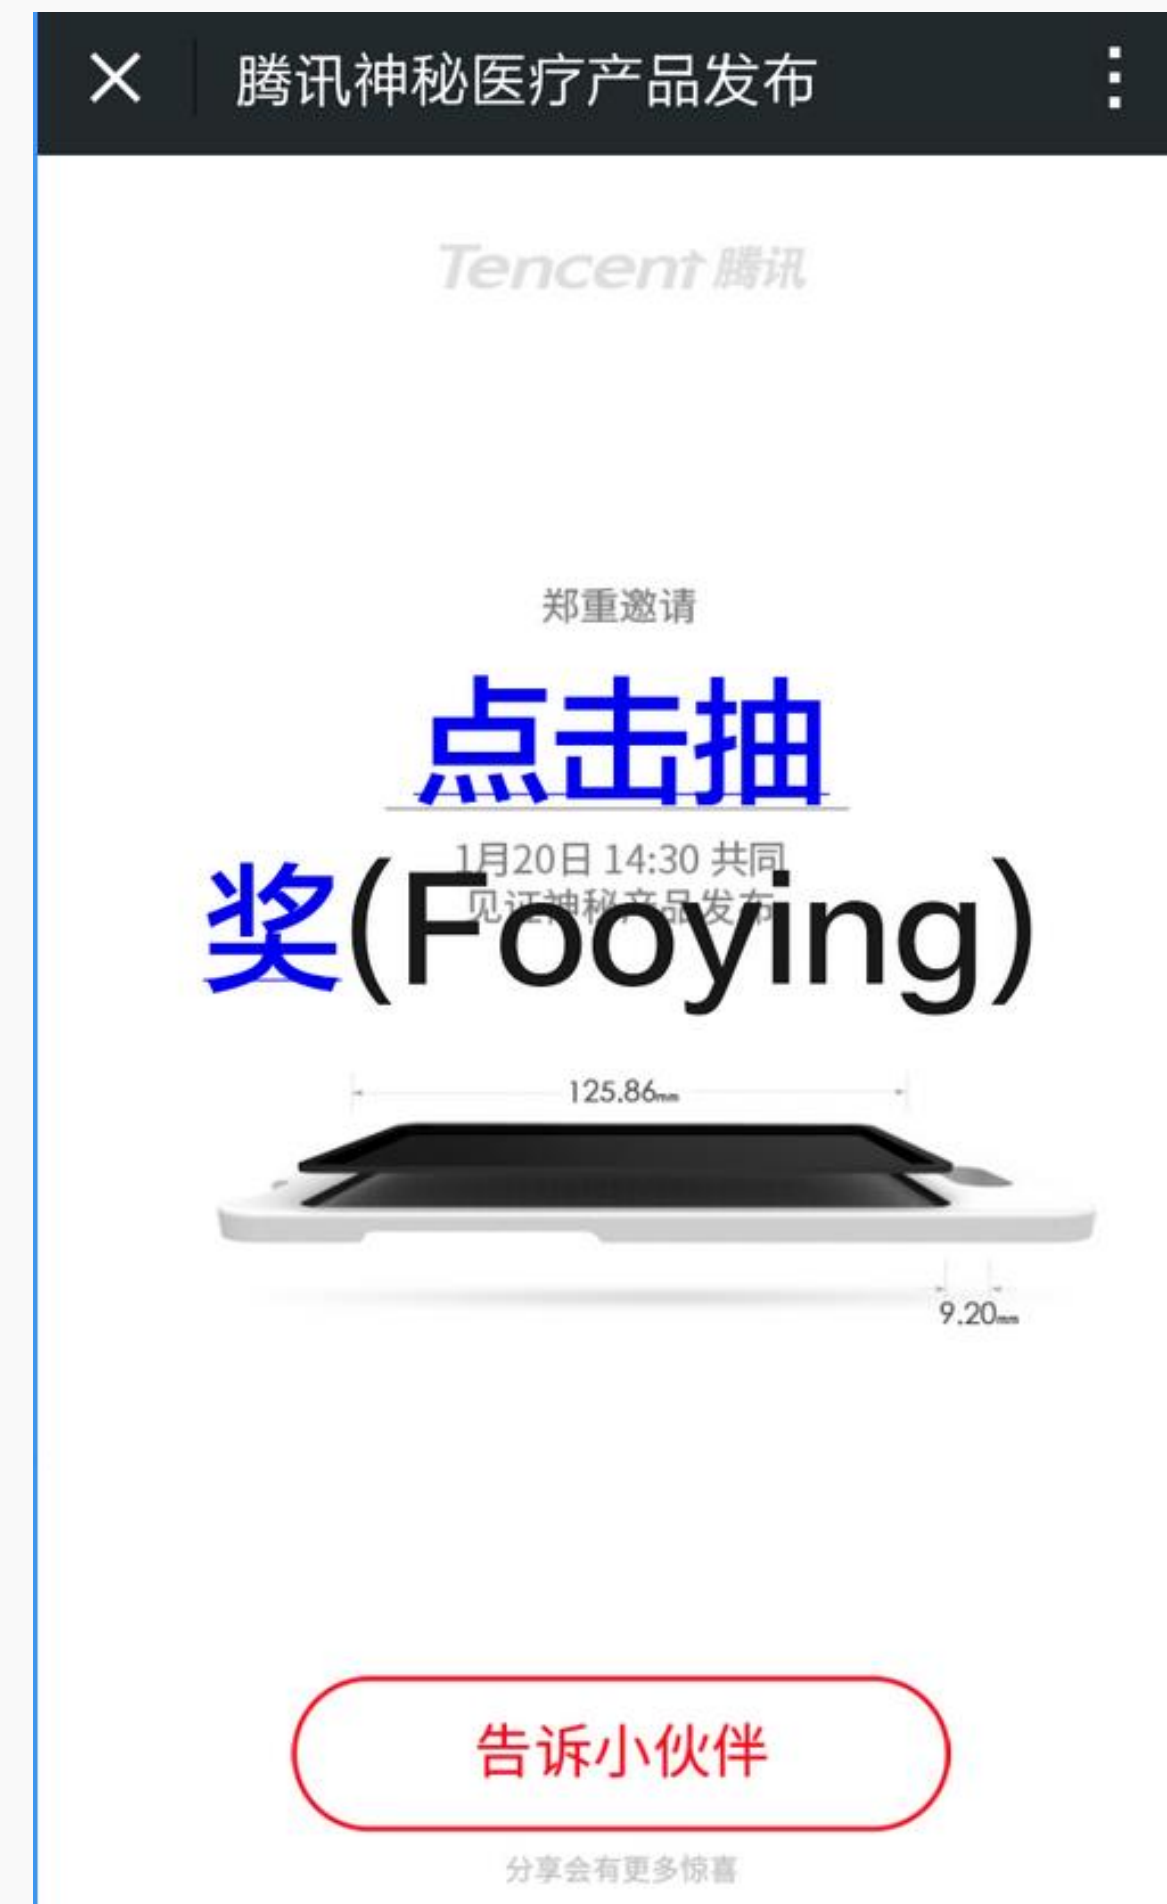 腾讯神秘医疗产品发布
Tencent 腾讯
郑重邀请
点击抽
1月20日 14:30 共同
见证神秘产品发布
奖(Fooying)
125.86mm
9.20mm
告诉小伙伴
分享会有更多惊喜